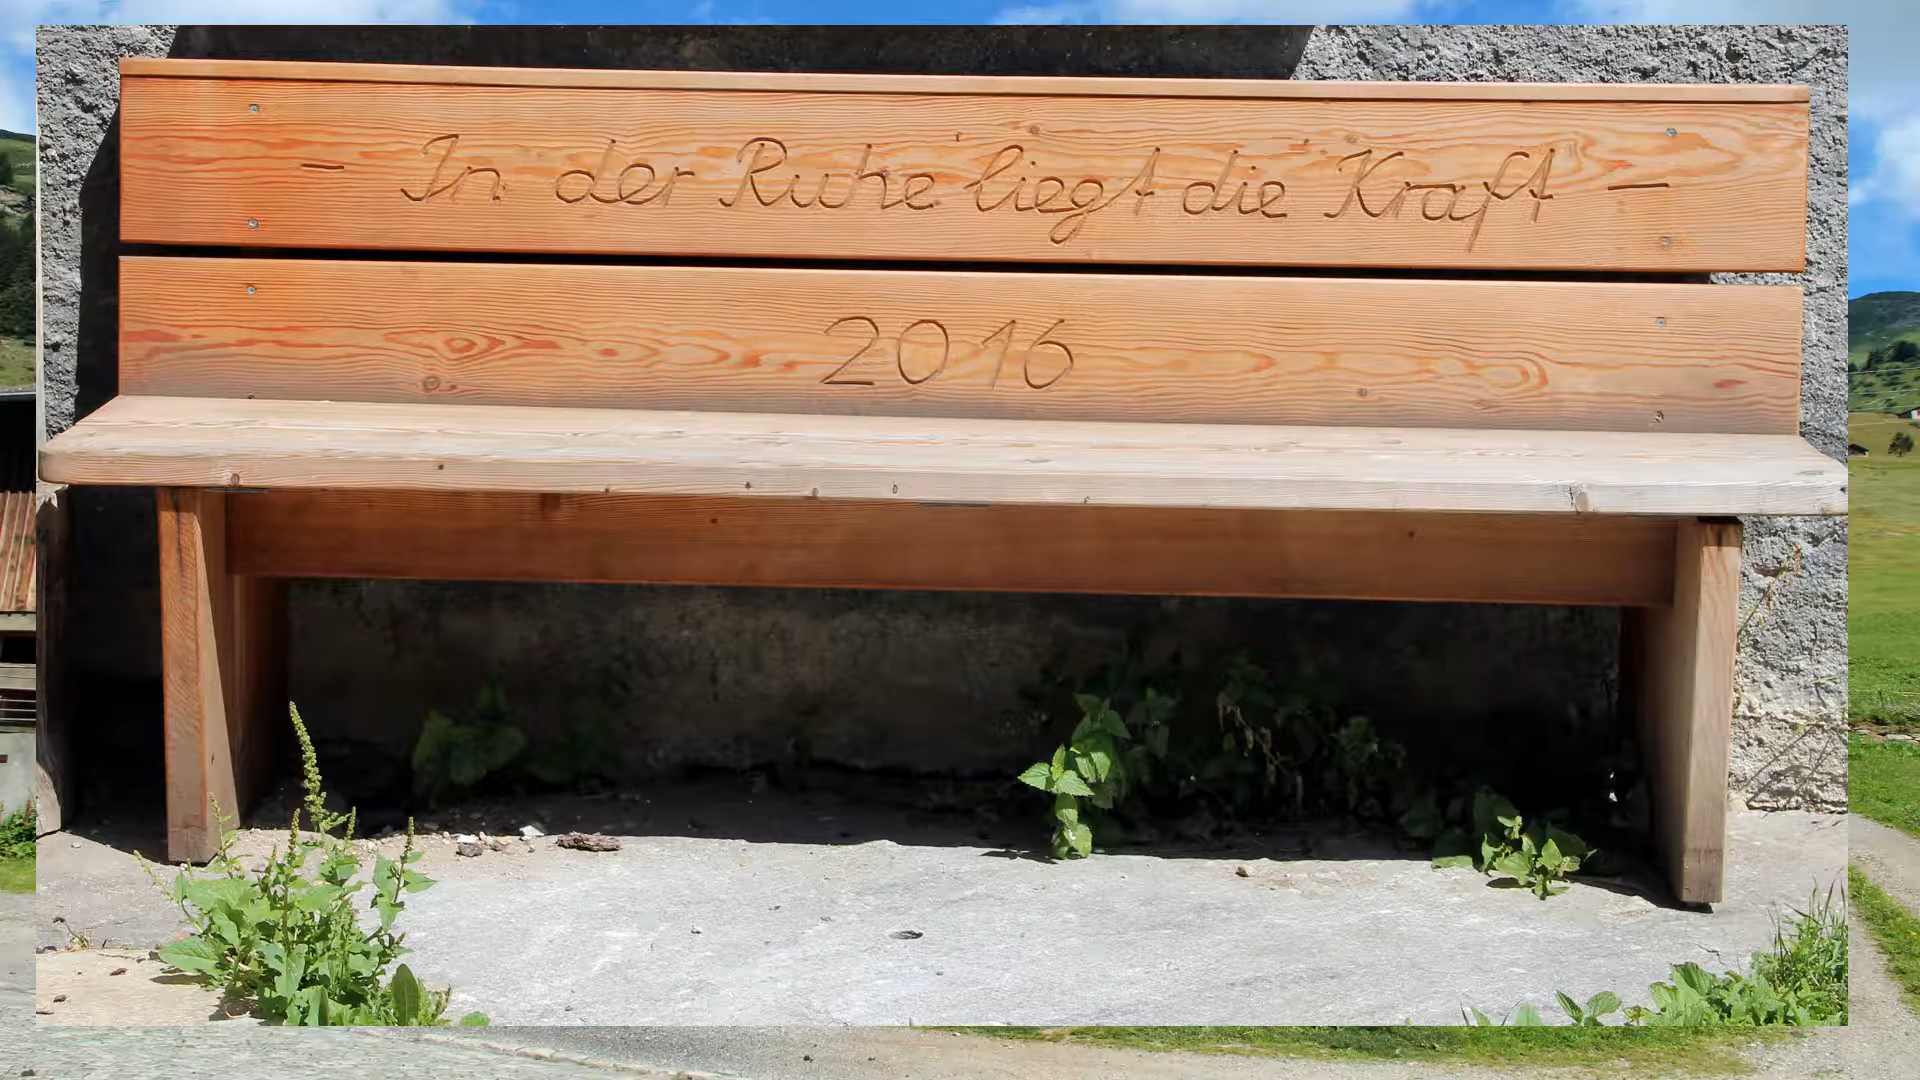 - In der Ruhe liegt die Kraft -
2016